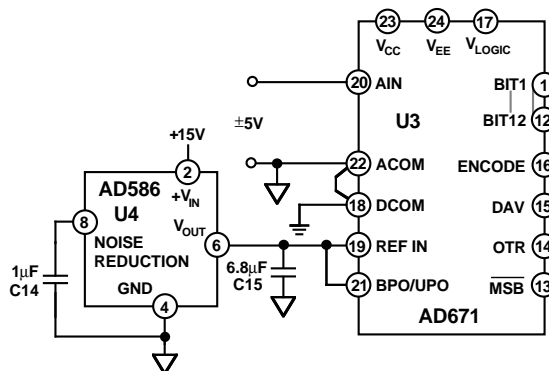 23 24 17
VCC VEE VLOGIC
20 AIN BIT1 1
U3
±5V BIT12 12
+15V
22 ACOM ENCODE 16
2
AD586 +VIN
U4
18 DCOM DAV 15
8 VOUT
NOISE 6 19 REF IN OTR 14
REDUCTION
1μF
C14
6.8μF
C15
GND
4
21 BPO/UPO MSB 13
AD671